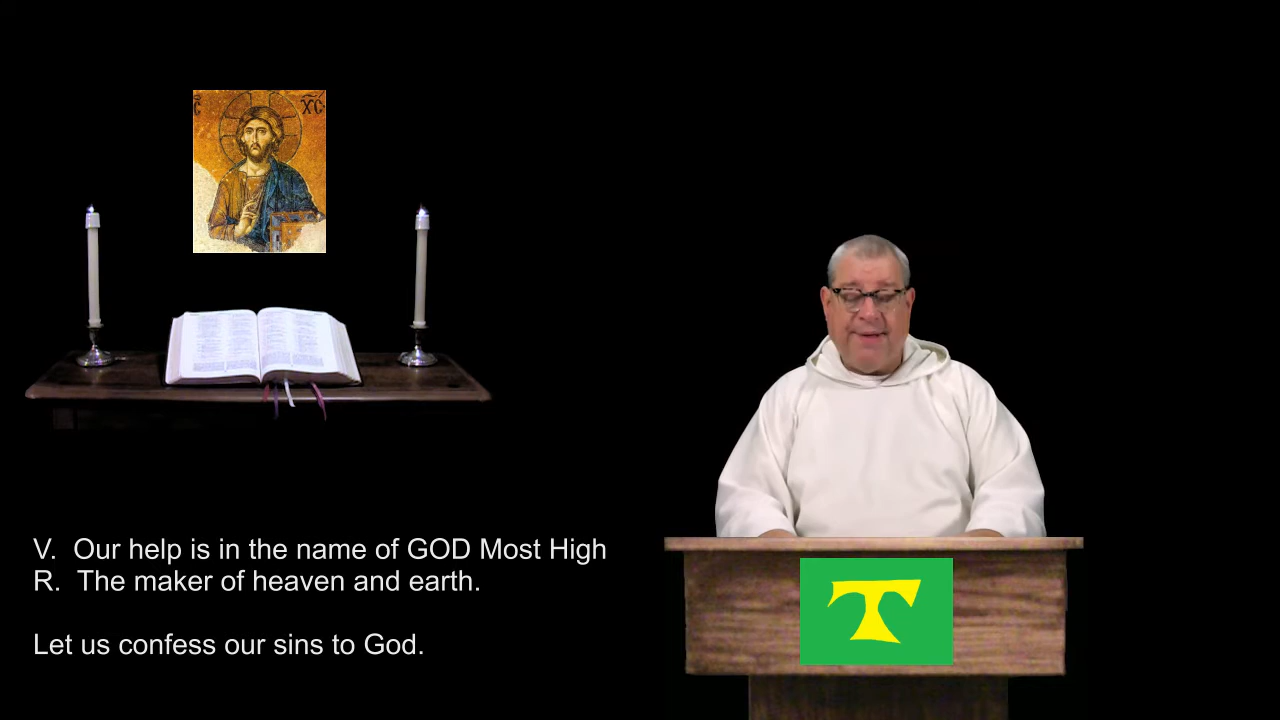 XC
V.  Our help is in the name of GOD Most High
R.  The maker of heaven and earth.
Let us confess our sins to God.
T